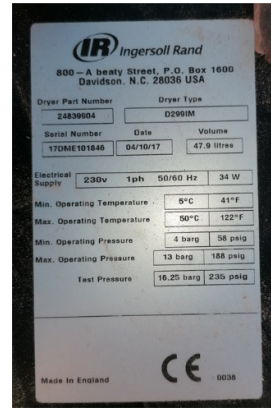 IR Ingersoll Rand
800-A beaty Street, P.O. Box 1600
Davidson. N.C. 28036 USA
Dryer Part Number Dryer Type
24839904 D299IM
Serial Number Date Volume
17DME101846 04/10/17 47.9 litres
Electrical Supply 230v 1ph 50/60 Hz 34 W
Min. Operating Temperature 5°C 41°F
Max. Operating Temperature 50°C 122°F
Min. Operating Pressure 4 barg 58 psig
Max. Operating Pressure 13 barg 188 psig
Test Pressure 16.25 barg 235 psig
Made In England CE 0038